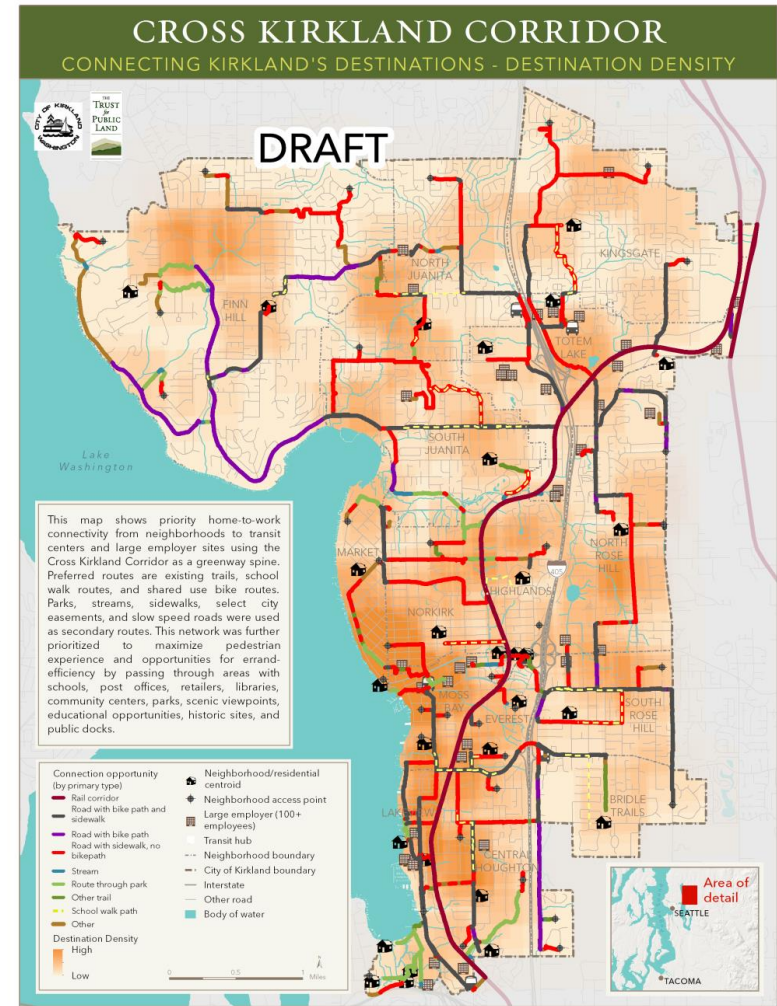 CROSS KIRKLAND CORRIDOR
CONNECTING KIRKLAND'S DESTINATIONS - DESTINATION DENSITY
CITY OF KIRKLAND
WASHINGTON
THE
TRUST
for
PUBLIC
LAND
DRAFT
KINGSGATE
NORTH
JUANITA
FINN
HILL
TOTEM
LAKE
SOUTH
JUANITA
Lake
Washington
NORTH
ROSE
HILL
MARKET
405
HIGHLANDS
NORKIRK
MOSS
BAY
EVEREST
SOUTH
ROSE
HILL
BRIDLE
TRAILS
LAKEVIEW
CENTRAL
HOUGHTON
This map shows priority home-to-work
connectivity from neighborhoods to transit
centers and large employer sites using the
Cross Kirkland Corridor as a greenway spine.
Preferred routes are existing trails, school
walk routes, and shared use bike routes.
Parks, streams, sidewalks, select city
easements, and slow speed roads were used
as secondary routes. This network was further
prioritized to maximize pedestrian
experience and opportunities for errand-
efficiency by passing through areas with
schools, post offices, retailers, libraries,
community centers, parks, scenic viewpoints,
educational opportunities, historic sites, and
public docks.
Connection opportunity
(by primary type)
Rail corridor
Road with bike path and
sidewalk
Road with bike path
Road with sidewalk, no
bikepath
Stream
Route through park
Other trail
School walk path
Other
Destination Density
High
Low
Neighborhood/residential
centroid
Neighborhood access point
Large employer (100+
employees)
Transit hub
Neighborhood boundary
City of Kirkland boundary
Interstate
Other road
Body of water
0 0.5 1
Miles
Area of
detail
SEATTLE
TACOMA